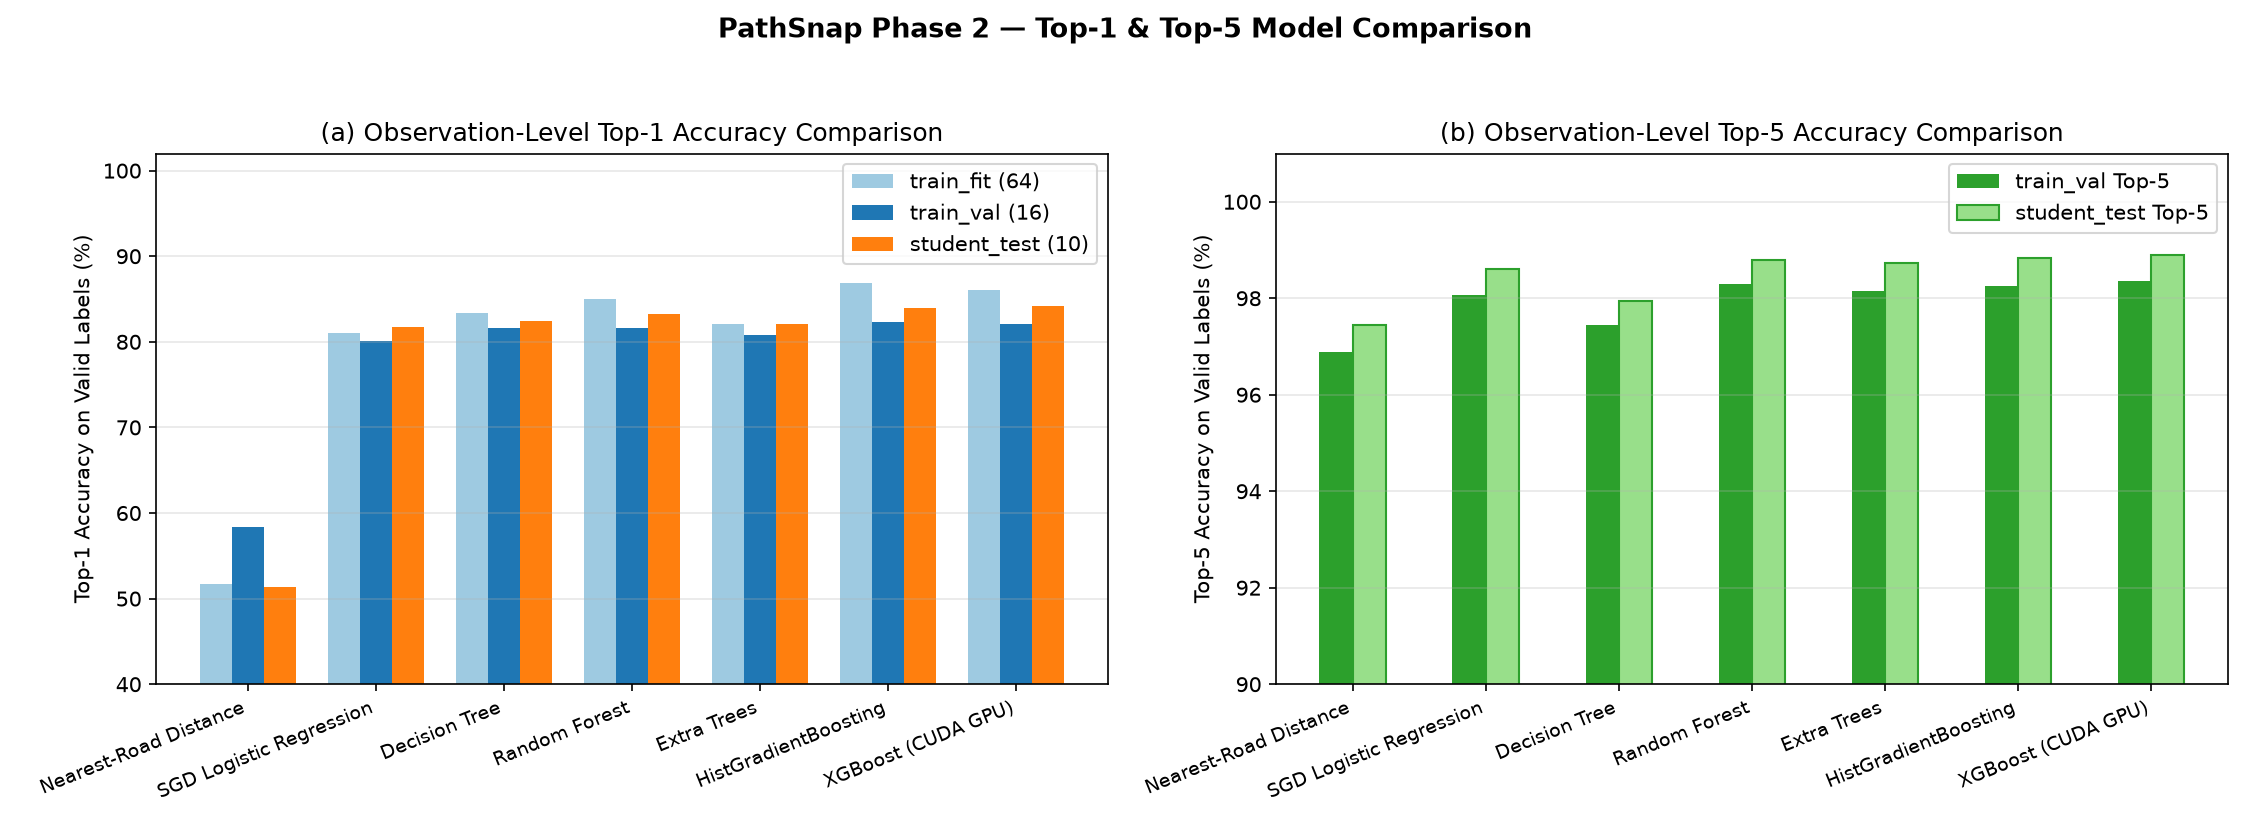 PathSnap Phase 2 — Top-1 & Top-5 Model Comparison
(a) Observation-Level Top-1 Accuracy Comparison
Top-1 Accuracy on Valid Labels (%)
100
90
80
70
60
50
40
train_fit (64)
train_val (16)
student_test (10)
Nearest-Road Distance
SGD Logistic Regression
Decision Tree
Random Forest
Extra Trees
HistGradientBoosting
XGBoost (CUDA GPU)
(b) Observation-Level Top-5 Accuracy Comparison
Top-5 Accuracy on Valid Labels (%)
100
98
96
94
92
90
train_val Top-5
student_test Top-5
Nearest-Road Distance
SGD Logistic Regression
Decision Tree
Random Forest
Extra Trees
HistGradientBoosting
XGBoost (CUDA GPU)